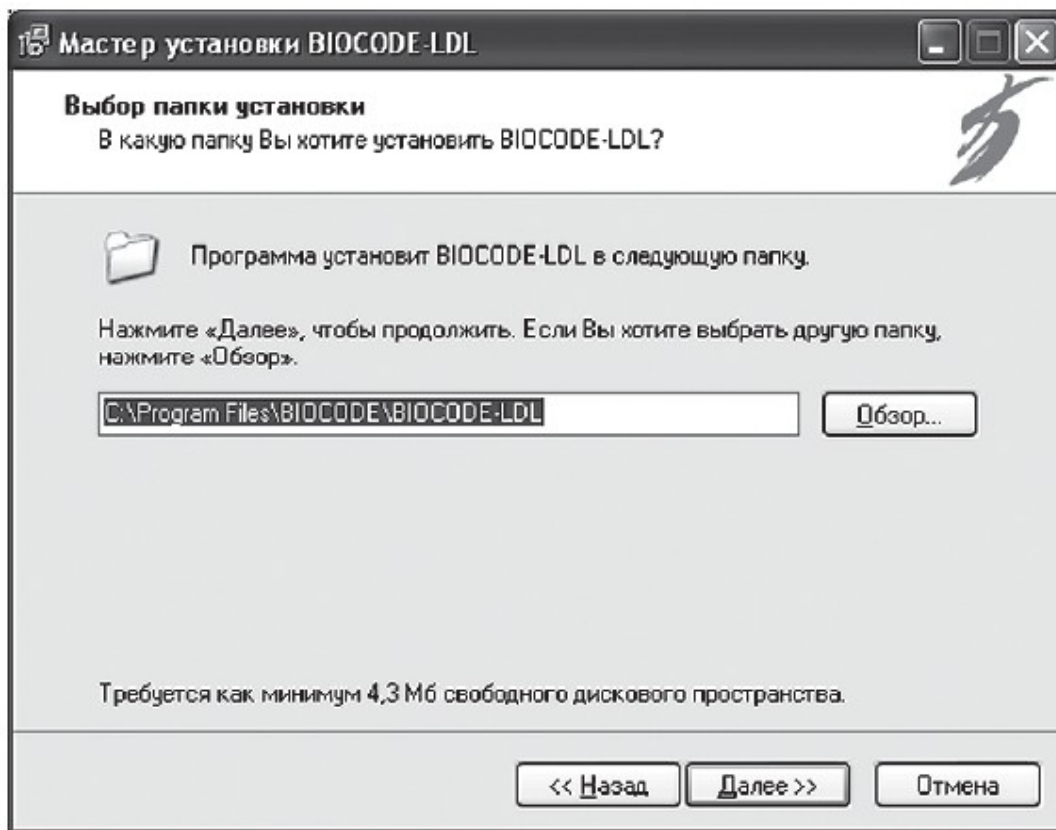 Мастер установки BIOCODE-LDL
Выбор папки установки
В какую папку Вы хотите установить BIOCODE-LDL?
Программа установит BIOCODE-LDL в следующую папку.
Нажмите «Далее», чтобы продолжить. Если Вы хотите выбрать другую папку,
нажмите «Обзор».
C:\Program Files\BIOCODE\BIOCODE-LDL
Обзор...
Требуется как минимум 4,3 Мб свободного дискового пространства.
<< Назад
Далее >>
Отмена